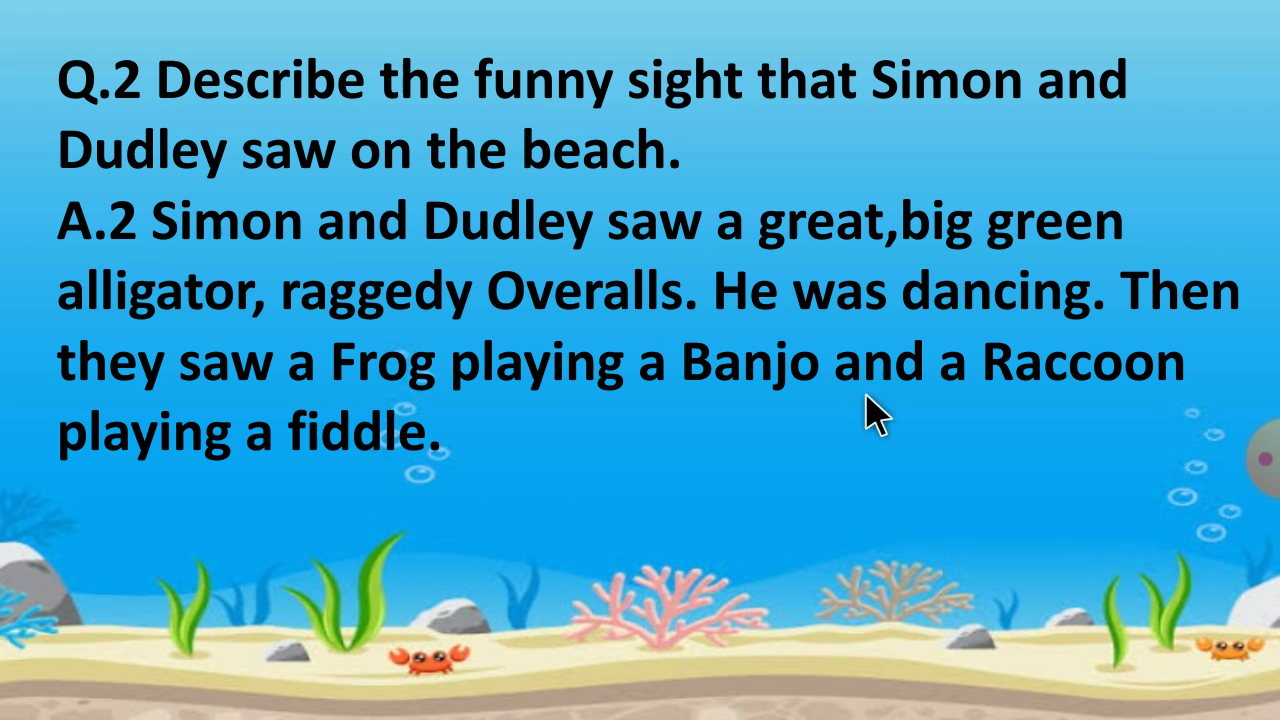 Q.2 Describe the funny sight that Simon and
Dudley saw on the beach.
A.2 Simon and Dudley saw a great,big green
alligator, raggedy Overalls. He was dancing. Then
they saw a Frog playing a Banjo and a Raccoon
playing a fiddle.